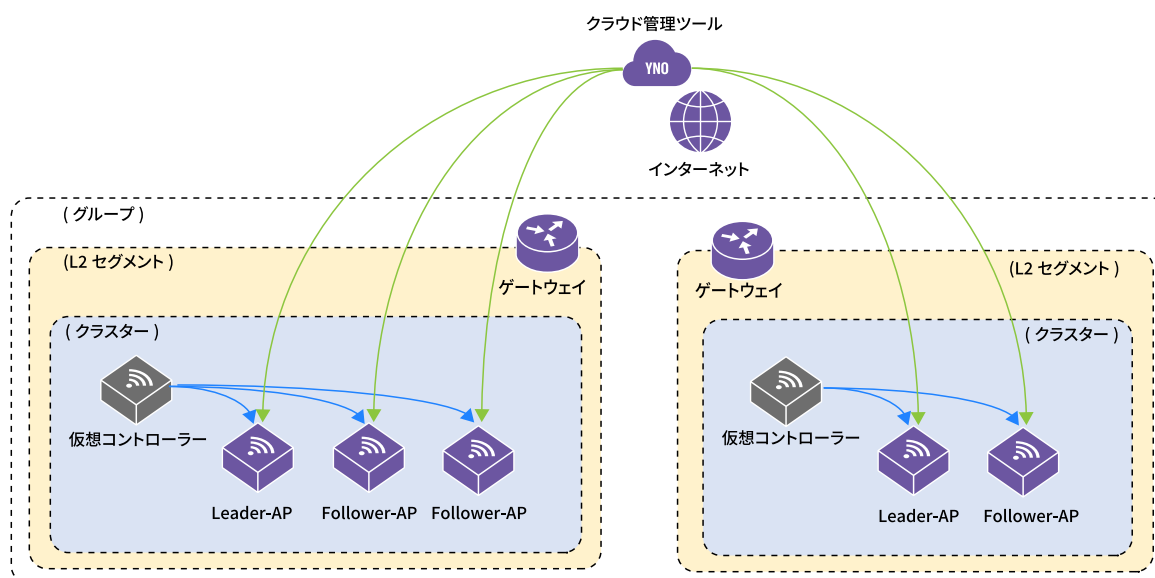 クラウド管理ツール
YNO
インターネット
( グループ )
(L2 セグメント )
ゲートウェイ
( クラスター )
仮想コントローラー
Leader-AP
Follower-AP
Follower-AP
(L2 セグメント )
ゲートウェイ
( クラスター )
仮想コントローラー
Leader-AP
Follower-AP